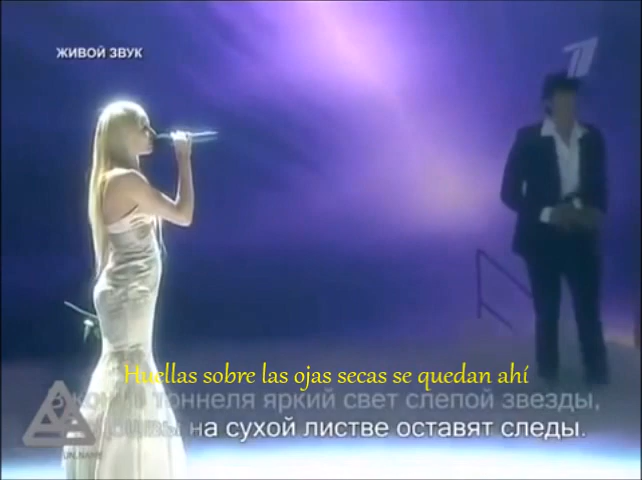 ЖИВОЙ ЗВУК
Huellas sobre las ojas secas se quedan ahí
тоннеля яркий свет слепой звезды,
на сухой листве оставят следы.